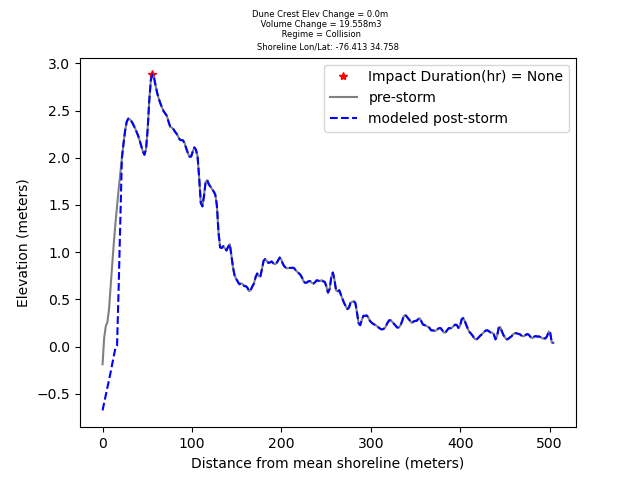 Dune Crest Elev Change = 0.0m
Volume Change = 19.558m3
Regime = Collision
Shoreline Lon/Lat: -76.413 34.758
Impact Duration(hr) = None
pre-storm
modeled post-storm
3.0
2.5
2.0
1.5
1.0
0.5
0.0
−0.5
Elevation (meters)
0 100 200 300 400 500
Distance from mean shoreline (meters)